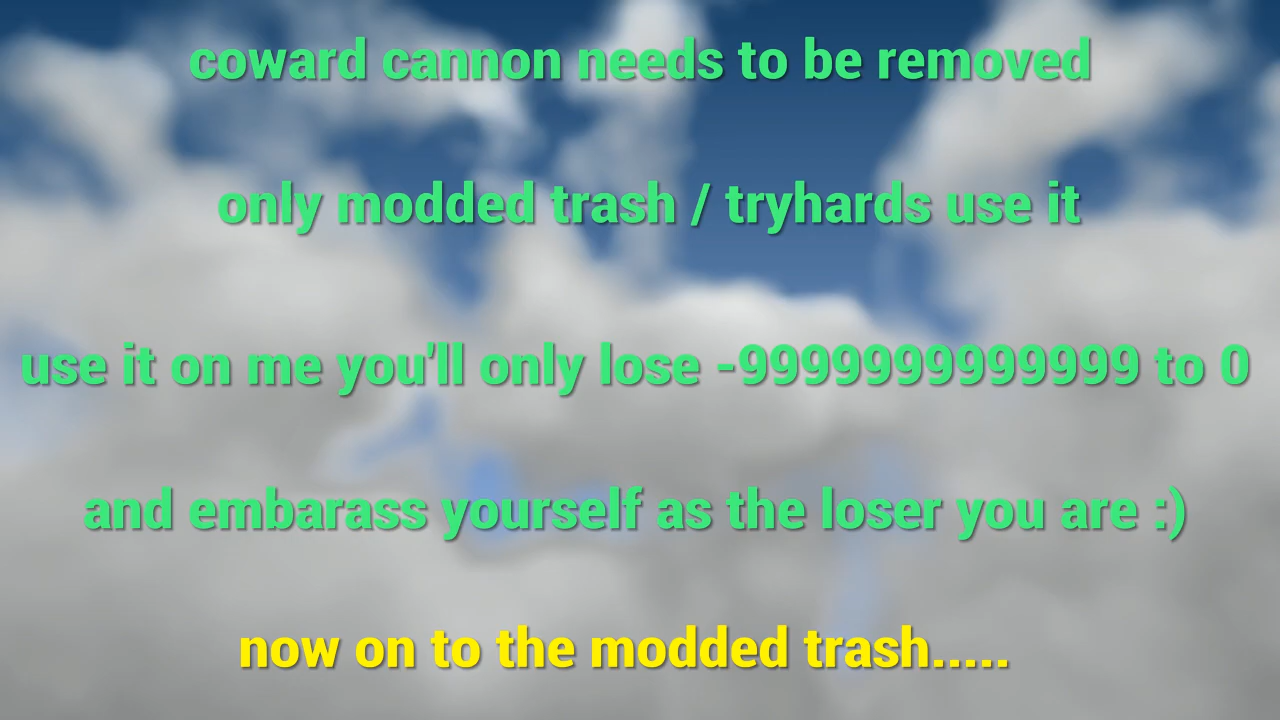 coward cannon needs to be removed
only modded trash / tryhards use it
use it on me you'll only lose -9999999999999 to 0
and embarass yourself as the loser you are :)
now on to the modded trash.....